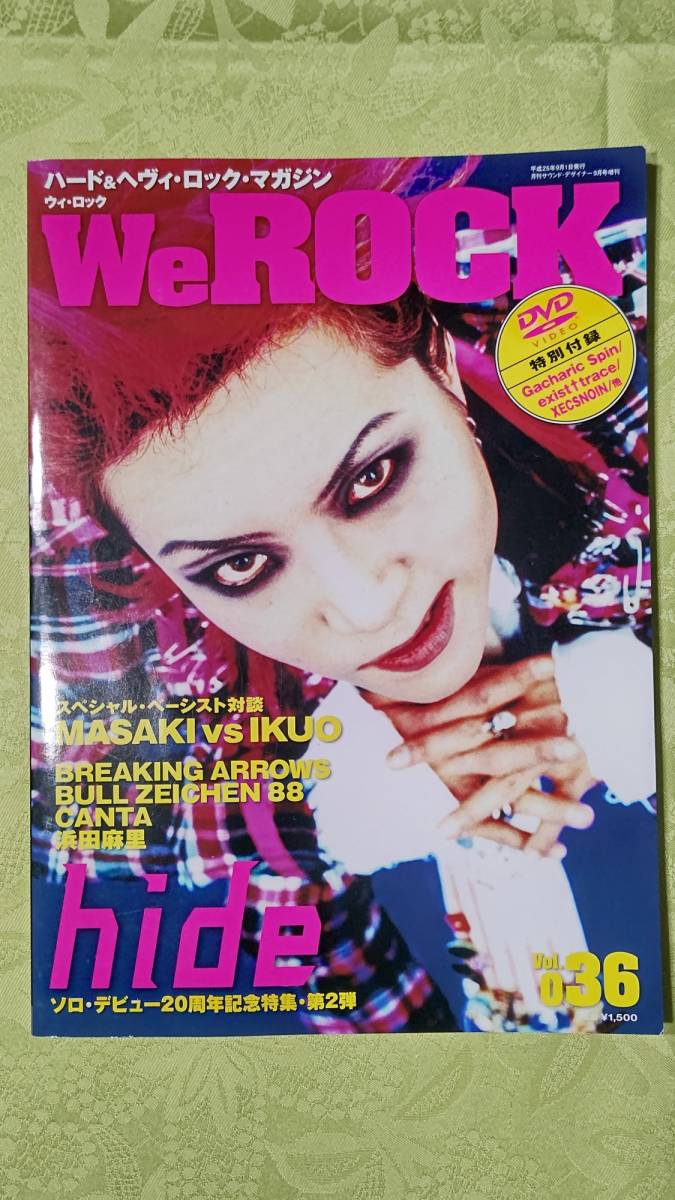 平成25年9月1日発行
月刊サウンド・デザイナー9月号増刊
ハード&ヘヴィ・ロック・マガジン
ウィ・ロック
WeROCK
DVD
VIDEO
特別付録
Gacharic Spin/
exist†trace/
XECSNOIN/他
スペシャル・ベーシスト対談
MASAKI vs IKUO
BREAKING ARROWS
BULL ZEICHEN 88
CANTA
浜田麻里
hide
ソロ・デビュー20周年記念特集・第2弾
Vol.
036
¥1,500